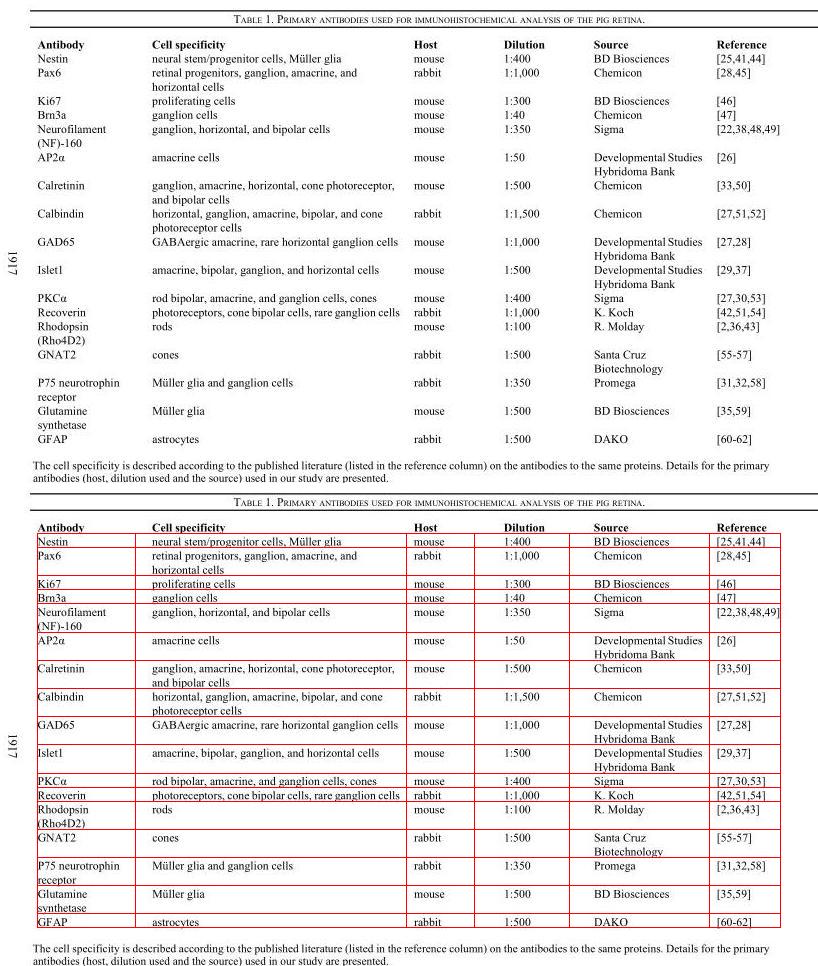 TABLE 1. PRIMARY ANTIBODIES USED FOR IMMUNOHISTOCHEMICAL ANALYSIS OF THE PIG RETINA.
Antibody Cell specificity Host Dilution Source Reference
Nestin neural stem/progenitor cells, Müller glia mouse 1:400 BD Biosciences [25,41,44]
Pax6 retinal progenitors, ganglion, amacrine, and rabbit 1:1,000 Chemicon [28,45]
horizontal cells
Ki67 proliferating cells mouse 1:300 BD Biosciences [46]
Brn3a ganglion cells mouse 1:40 Chemicon [47]
Neurofilament ganglion, horizontal, and bipolar cells mouse 1:350 Sigma [22,38,48,49]
(NF)-160
AP2α amacrine cells mouse 1:50 Developmental Studies [26]
Hybridoma Bank
Calretinin ganglion, amacrine, horizontal, cone photoreceptor, mouse 1:500 Chemicon [33,50]
and bipolar cells
Calbindin horizontal, ganglion, amacrine, bipolar, and cone rabbit 1:1,500 Chemicon [27,51,52]
photoreceptor cells
GAD65 GABAergic amacrine, rare horizontal ganglion cells mouse 1:1,000 Developmental Studies [27,28]
Hybridoma Bank
Islet1 amacrine, bipolar, ganglion, and horizontal cells mouse 1:500 Developmental Studies [29,37]
Hybridoma Bank
1917
PKCα rod bipolar, amacrine, and ganglion cells, cones mouse 1:400 Sigma [27,30,53]
Recoverin photoreceptors, cone bipolar cells, rare ganglion cells rabbit 1:1,000 K. Koch [42,51,54]
Rhodopsin rods mouse 1:100 R. Molday [2,36,43]
(Rho4D2)
GNAT2 cones rabbit 1:500 Santa Cruz [55-57]
Biotechnology
P75 neurotrophin Müller glia and ganglion cells rabbit 1:350 Promega [31,32,58]
receptor
Glutamine Müller glia mouse 1:500 BD Biosciences [35,59]
synthetase
GFAP astrocytes rabbit 1:500 DAKO [60-62]
The cell specificity is described according to the published literature (listed in the reference column) on the antibodies to the same proteins. Details for the primary
antibodies (host, dilution used and the source) used in our study are presented.
TABLE 1. PRIMARY ANTIBODIES USED FOR IMMUNOHISTOCHEMICAL ANALYSIS OF THE PIG RETINA.
Antibody Cell specificity Host Dilution Source Reference
Nestin neural stem/progenitor cells, Müller glia mouse 1:400 BD Biosciences [25,41,44]
Pax6 retinal progenitors, ganglion, amacrine, and rabbit 1:1,000 Chemicon [28,45]
horizontal cells
Ki67 proliferating cells mouse 1:300 BD Biosciences [46]
Brn3a ganglion cells mouse 1:40 Chemicon [47]
Neurofilament ganglion, horizontal, and bipolar cells mouse 1:350 Sigma [22,38,48,49]
(NF)-160
AP2α amacrine cells mouse 1:50 Developmental Studies [26]
Hybridoma Bank
Calretinin ganglion, amacrine, horizontal, cone photoreceptor, mouse 1:500 Chemicon [33,50]
and bipolar cells
Calbindin horizontal, ganglion, amacrine, bipolar, and cone rabbit 1:1,500 Chemicon [27,51,52]
photoreceptor cells
GAD65 GABAergic amacrine, rare horizontal ganglion cells mouse 1:1,000 Developmental Studies [27,28]
Hybridoma Bank
Islet1 amacrine, bipolar, ganglion, and horizontal cells mouse 1:500 Developmental Studies [29,37]
Hybridoma Bank
1917
PKCα rod bipolar, amacrine, and ganglion cells, cones mouse 1:400 Sigma [27,30,53]
Recoverin photoreceptors, cone bipolar cells, rare ganglion cells rabbit 1:1,000 K. Koch [42,51,54]
Rhodopsin rods mouse 1:100 R. Molday [2,36,43]
(Rho4D2)
GNAT2 cones rabbit 1:500 Santa Cruz [55-57]
Biotechnology
P75 neurotrophin Müller glia and ganglion cells rabbit 1:350 Promega [31,32,58]
receptor
Glutamine Müller glia mouse 1:500 BD Biosciences [35,59]
synthetase
GFAP astrocytes rabbit 1:500 DAKO [60-62]
The cell specificity is described according to the published literature (listed in the reference column) on the antibodies to the same proteins. Details for the primary
antibodies (host, dilution used and the source) used in our study are presented.